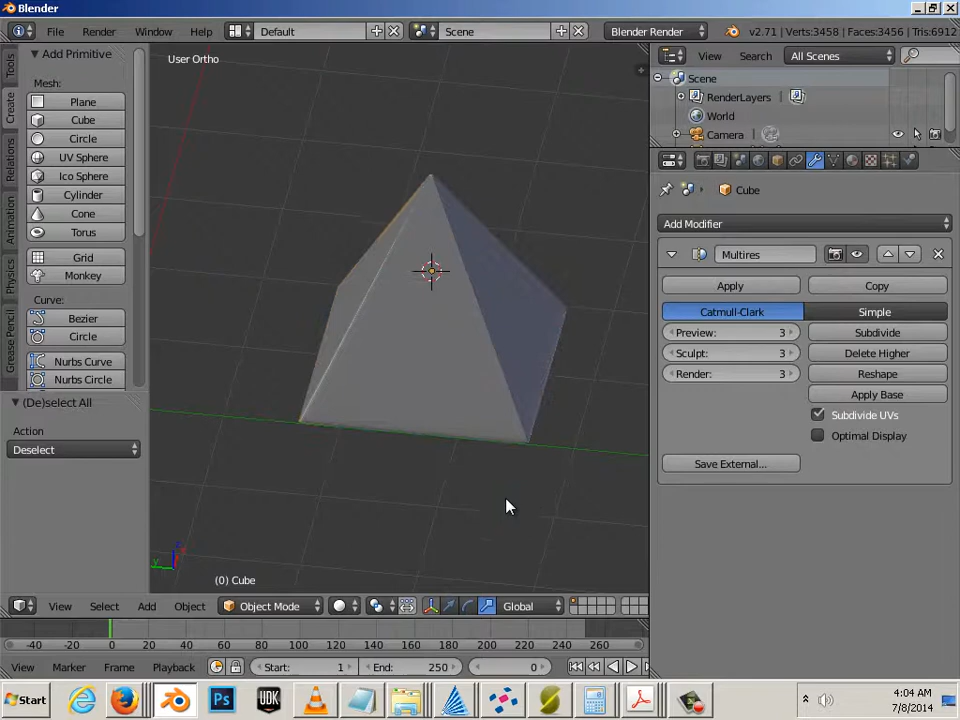 Blender
File Render Window Help Default Scene Blender Render v2.71 | Verts:3458 | Faces:3456 | Tris:6912
Tools
Create
Relations
Animation
Physics
Grease Pencil
Add Primitive
Mesh:
Plane
Cube
Circle
UV Sphere
Ico Sphere
Cylinder
Cone
Torus
Grid
Monkey
Curve:
Bezier
Circle
Nurbs Curve
Nurbs Circle
(De)select All
Action
Deselect
User Ortho
(0) Cube
View Select Add Object Object Mode Global
-40 -20 0 20 40 60 80 100 120 140 160 180 200 220 240 260
View Marker Frame Playback Start: 1 End: 250 0
View Search All Scenes
Scene
RenderLayers
World
Camera
Cube
Add Modifier
Multires
Apply Copy
Catmull-Clark Simple
Preview: 3 Subdivide
Sculpt: 3 Delete Higher
Render: 3 Reshape
Apply Base
Subdivide UVs
Optimal Display
Save External...
Start Ps UDK 4:04 AM
7/8/2014